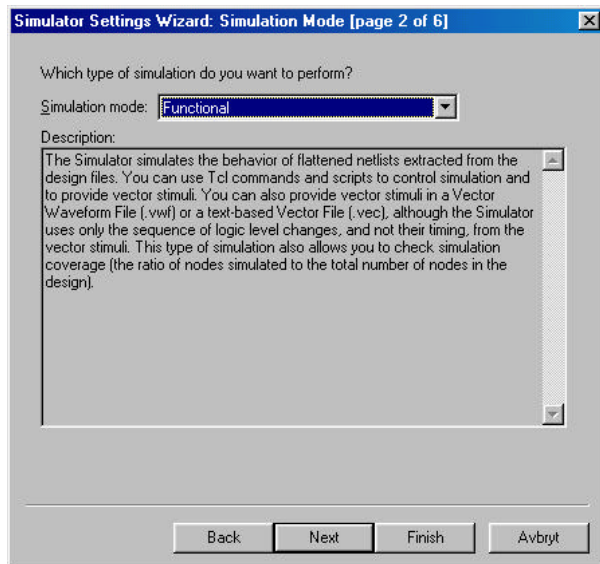 Simulator Settings Wizard: Simulation Mode [page 2 of 6]
Which type of simulation do you want to perform?
Simulation mode: Functional
Description:
The Simulator simulates the behavior of flattened netlists extracted from the
design files. You can use Tcl commands and scripts to control simulation and
to provide vector stimuli. You can also provide vector stimuli in a Vector
Waveform File (.vwf) or a text-based Vector File (.vec), although the Simulator
uses only the sequence of logic level changes, and not their timing, from the
vector stimuli. This type of simulation also allows you to check simulation
coverage (the ratio of nodes simulated to the total number of nodes in the
design).
Back Next Finish Avbryt